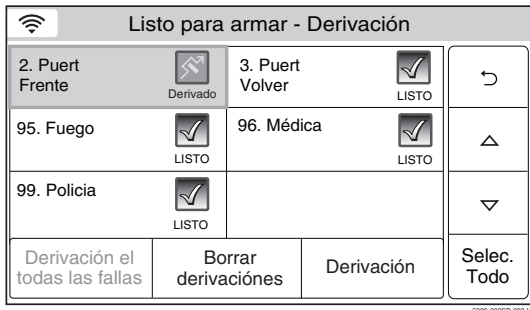 Listo para armar - Derivación
2. Puert
Frente
Derivado
3. Puert
Volver
LISTO
95. Fuego
LISTO
96. Médica
LISTO
99. Policia
LISTO
Derivación el
todas las fallas
Borrar
derivaciónes
Derivación
Selec.
Todo